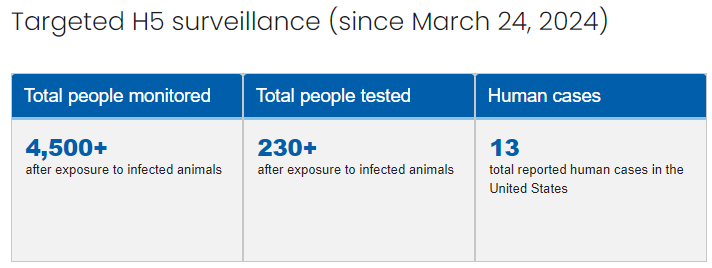 Targeted H5 surveillance (since March 24, 2024)
Total people monitored
4,500+
after exposure to infected animals
Total people tested
230+
after exposure to infected animals
Human cases
13
total reported human cases in the
United States